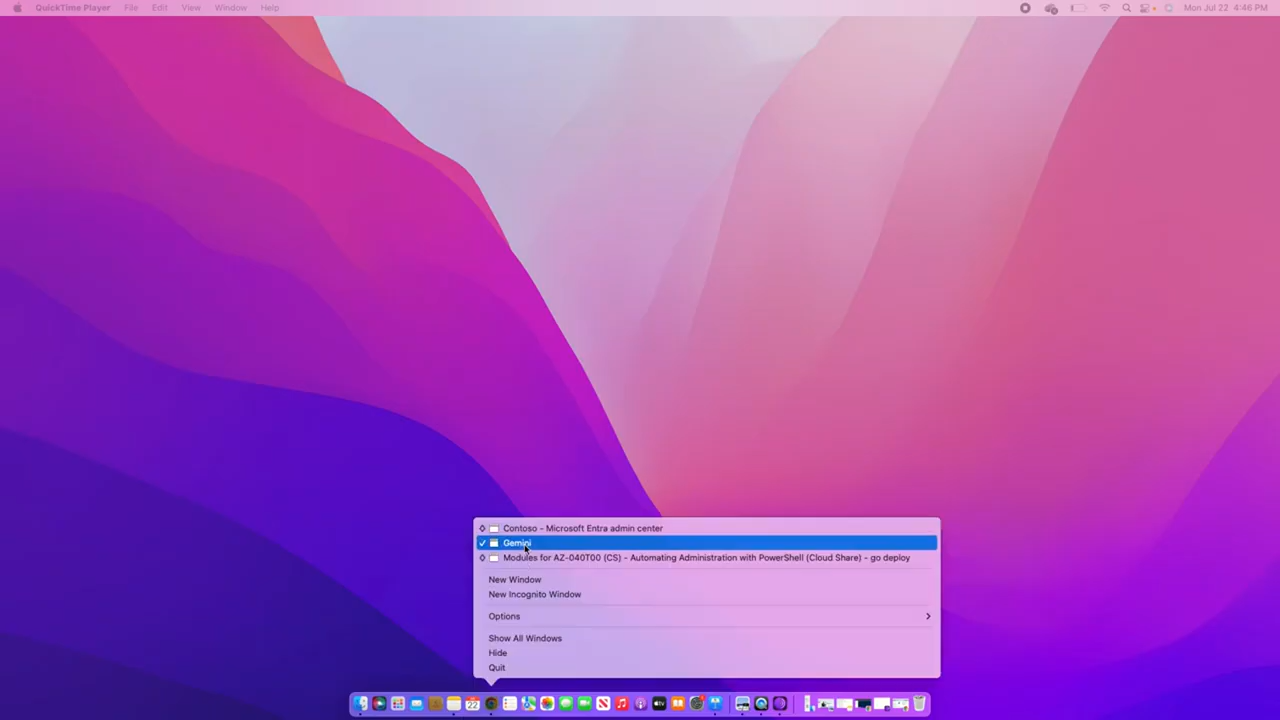 QuickTime Player File Edit View Window Help Mon Jul 22 4:46 PM
Contoso - Microsoft Entra admin center
Gemini
Modules for AZ-040T00 (CS) - Automating Administration with PowerShell (Cloud Share) - go deploy
New Window
New Incognito Window
Options
Show All Windows
Hide
Quit
22